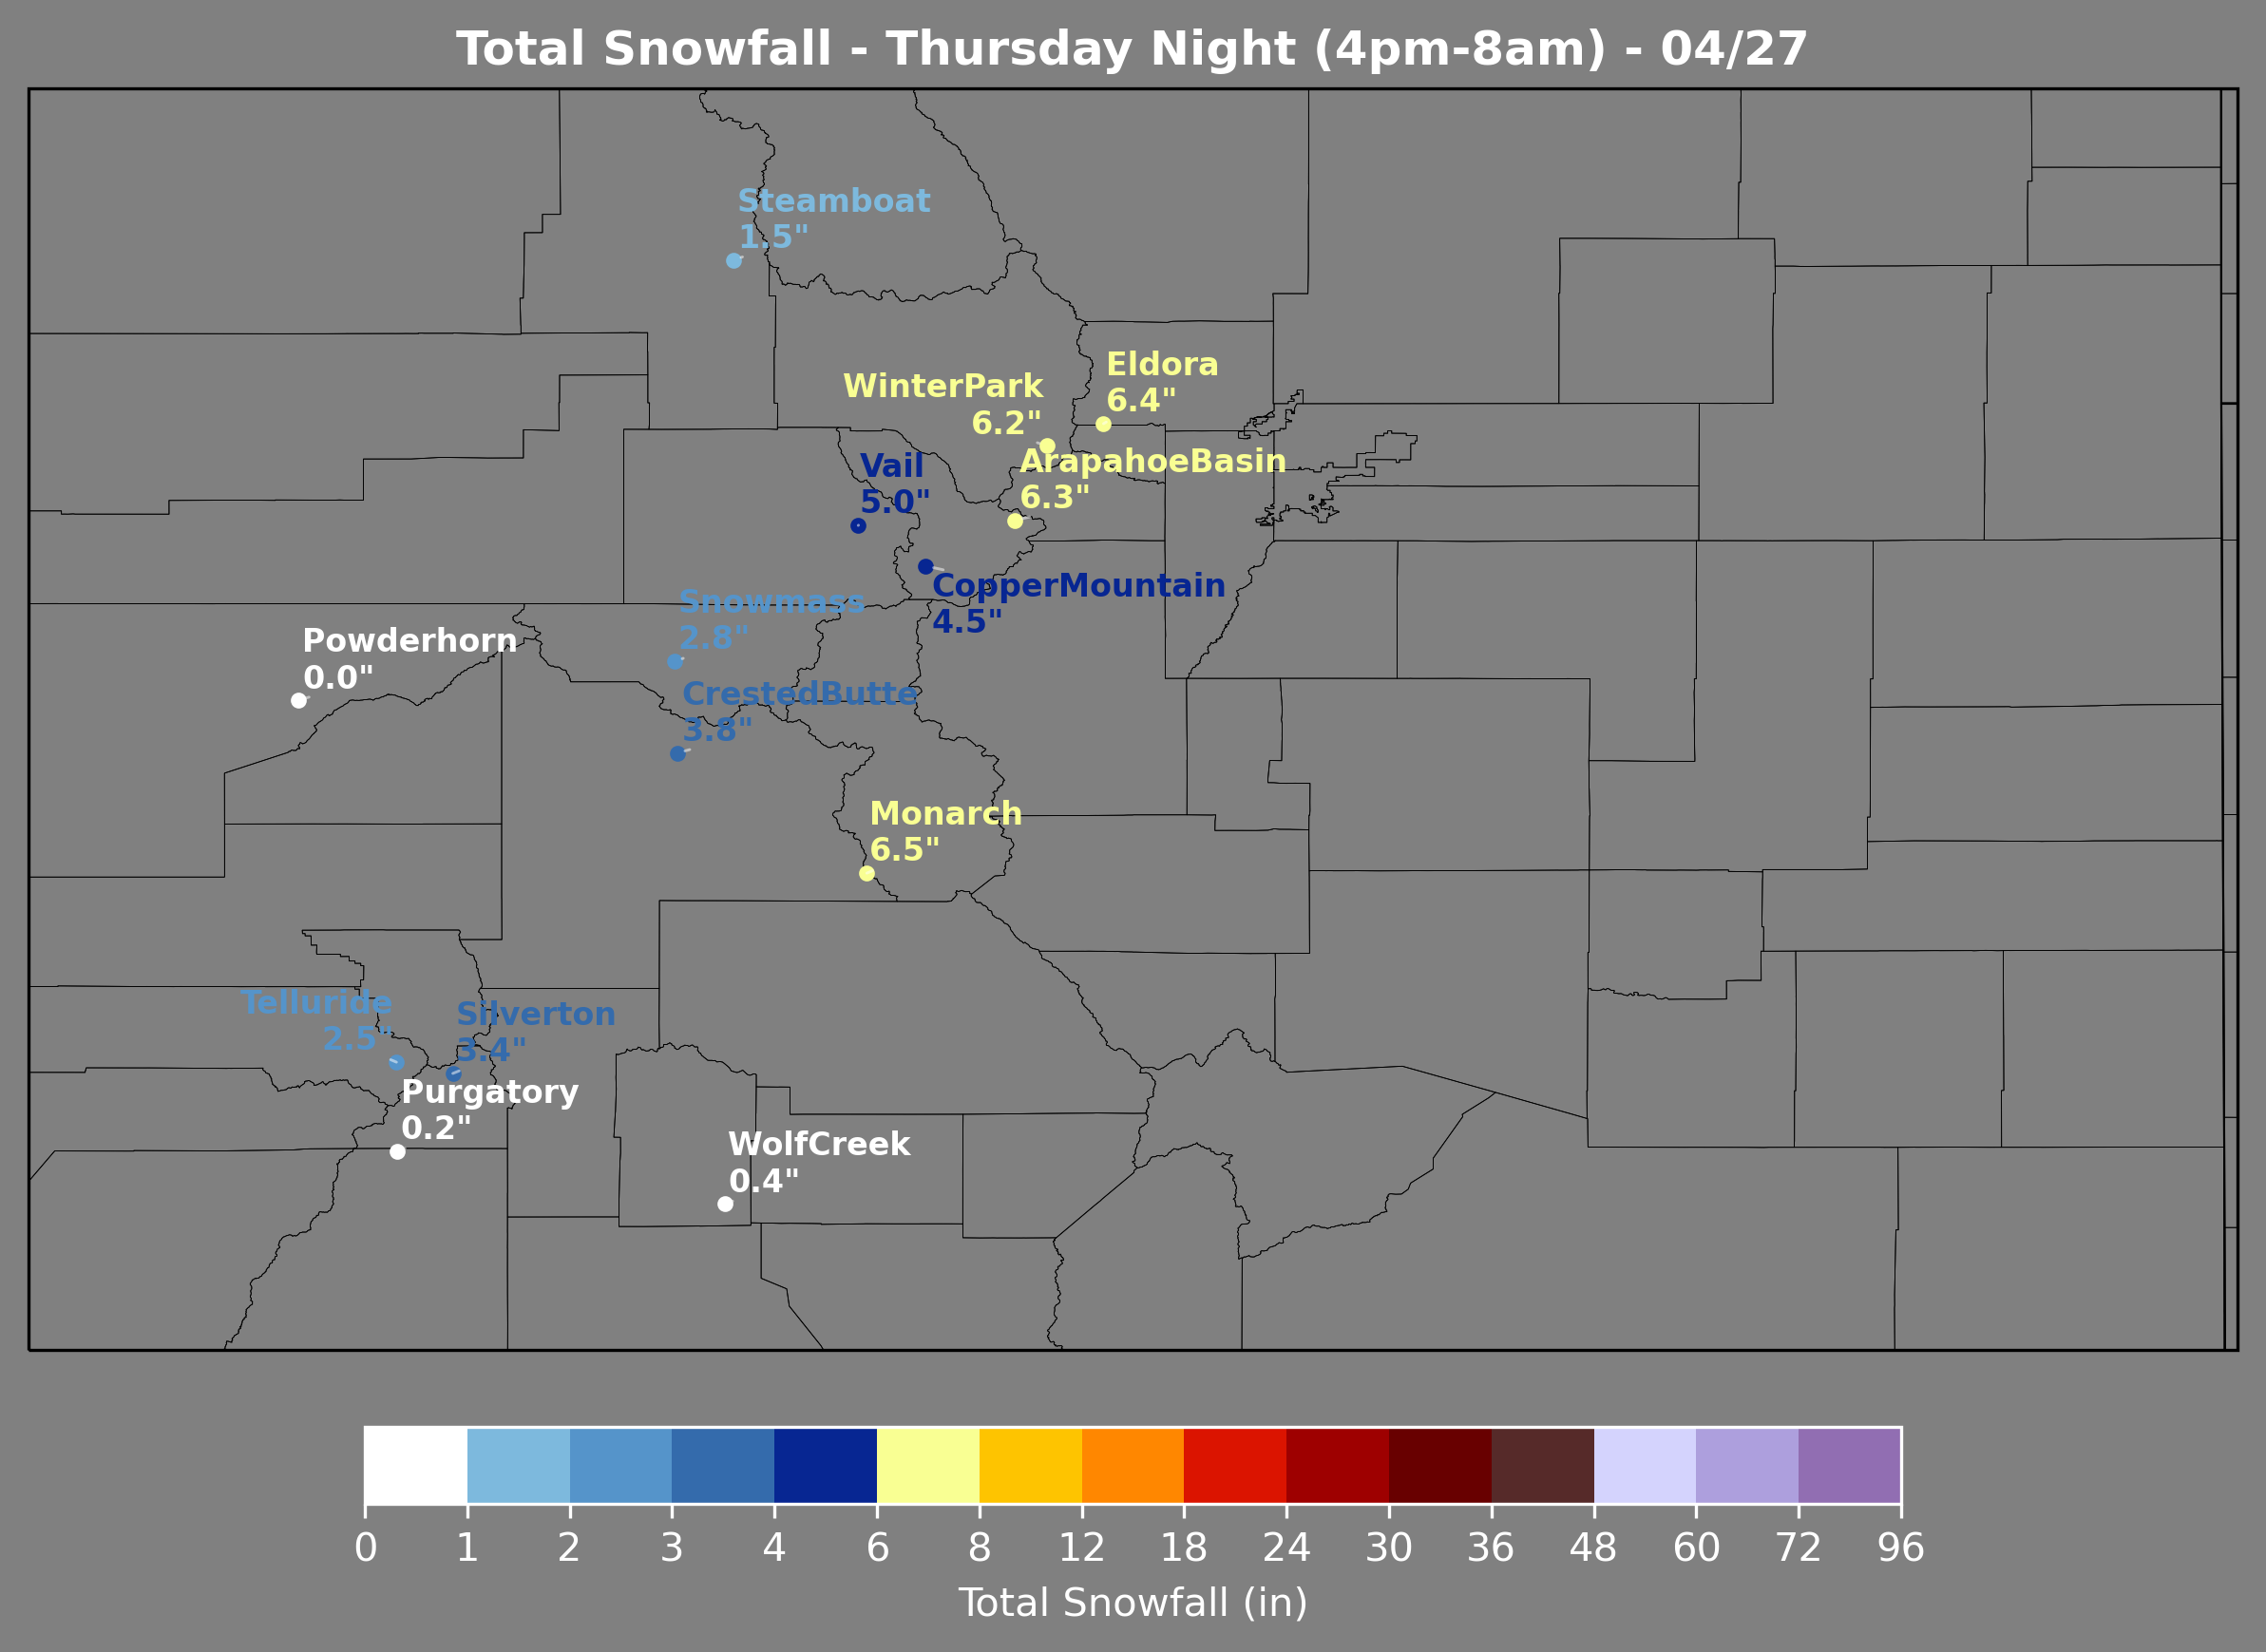 Total Snowfall - Thursday Night (4pm-8am) - 04/27
Steamboat
1.5"
Eldora
6.4"
WinterPark
6.2"
ArapahoeBasin
6.3"
Vail
5.0"
CopperMountain
4.5"
Snowmass
2.8"
Powderhorn
0.0"
CrestedButte
3.8"
Monarch
6.5"
Telluride
2.5"
Silverton
3.4"
Purgatory
0.2"
WolfCreek
0.4"
0 1 2 3 4 6 8 12 18 24 30 36 48 60 72 96
Total Snowfall (in)